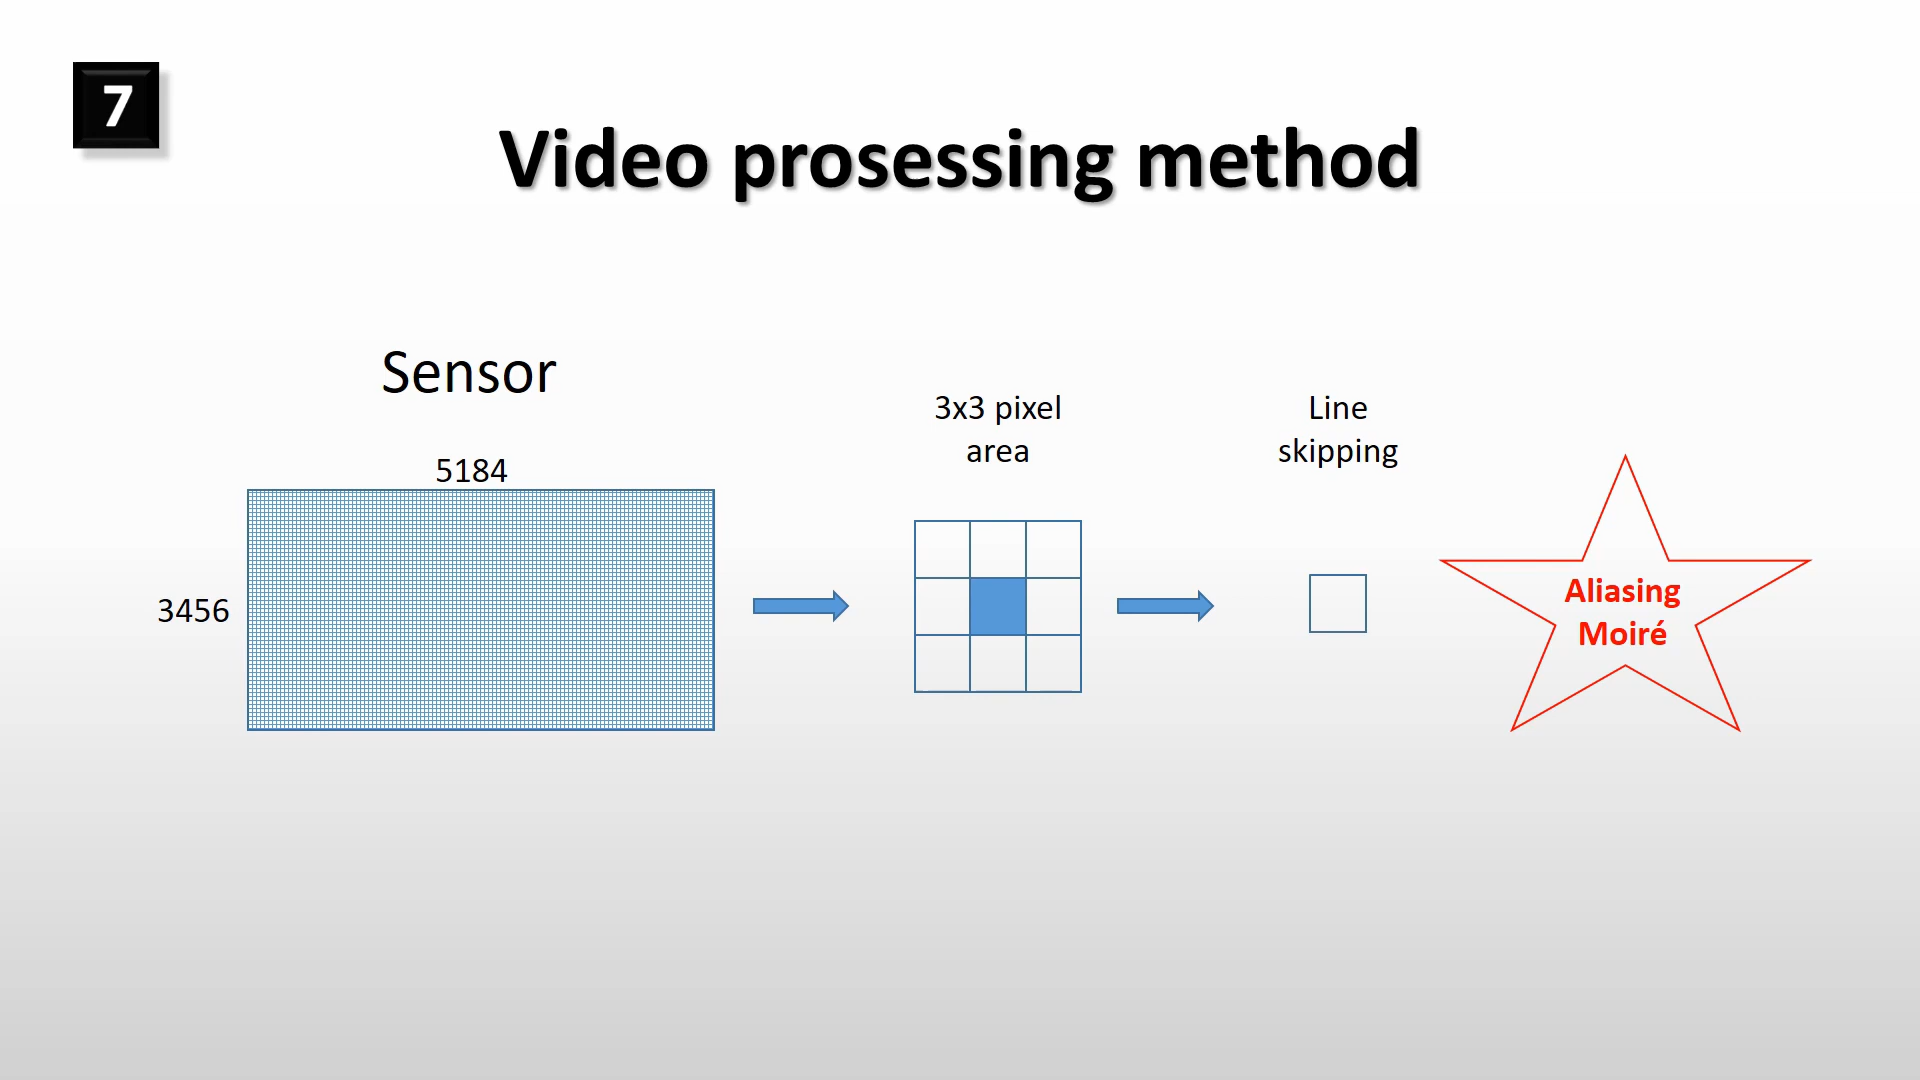 7
Video prosessing method
Sensor
5184
3456
3x3 pixel
area
Line
skipping
Aliasing
Moiré